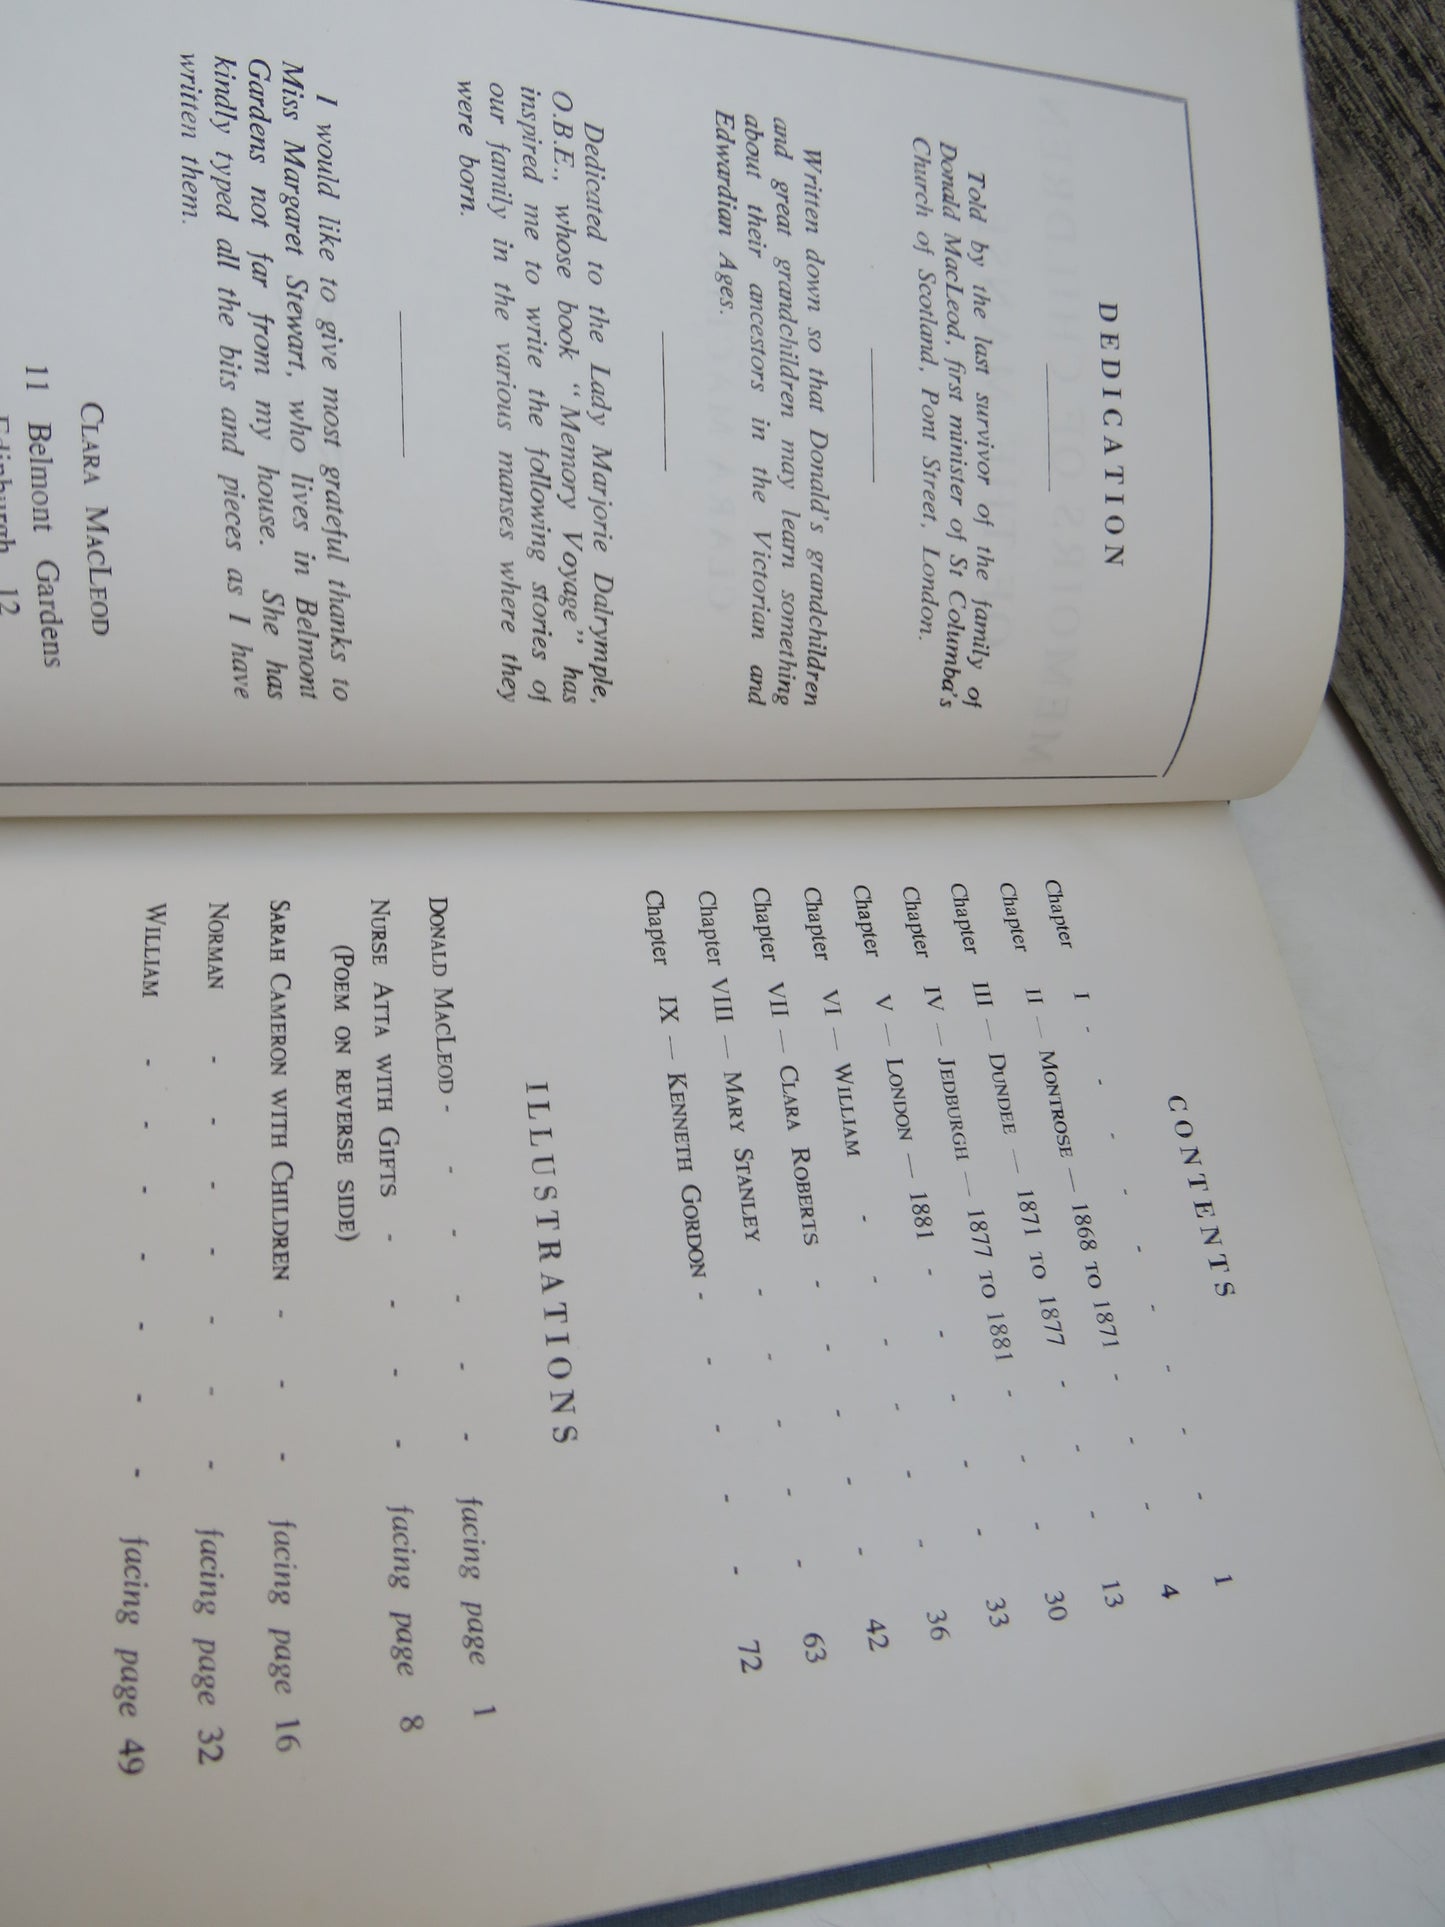 DEDICATION
Told by the last survivor of the family of
Donald MacLeod, first minister of St Columba's
Church of Scotland, Pont Street, London.
Written down so that Donald's grandchildren
and great grandchildren may learn something
about their ancestors in the Victorian and
Edwardian Ages.
Dedicated to the Lady Marjorie Dalrymple,
O.B.E., whose book "Memory Voyage" has
inspired me to write the following stories of
our family in the various manses where they
were born.
I would like to give most grateful thanks to
Miss Margaret Stewart, who lives in Belmont
Gardens not far from my house. She has
kindly typed all the bits and pieces as I have
written them.
CLARA MACLEOD
11 Belmont Gardens
Edinburgh 12
CONTENTS
Chapter I - - - - - - - - - 1
Chapter II — MONTROSE — 1868 TO 1871 - - - 4
Chapter III — DUNDEE — 1871 TO 1877 - - - 13
Chapter IV — JEDBURGH — 1877 TO 1881 - - - 30
Chapter V — LONDON — 1881 - - - - - 33
Chapter VI — WILLIAM - - - - - - 36
Chapter VII — CLARA ROBERTS - - - - - 42
Chapter VIII — MARY STANLEY - - - - - 63
Chapter IX — KENNETH GORDON - - - - - 72
ILLUSTRATIONS
DONALD MACLEOD - - - - - - facing page 1
NURSE ATTA WITH GIFTS - - - - facing page 8
(POEM ON REVERSE SIDE)
SARAH CAMERON WITH CHILDREN - - - facing page 16
NORMAN - - - - - - - facing page 32
WILLIAM - - - - - - - facing page 49